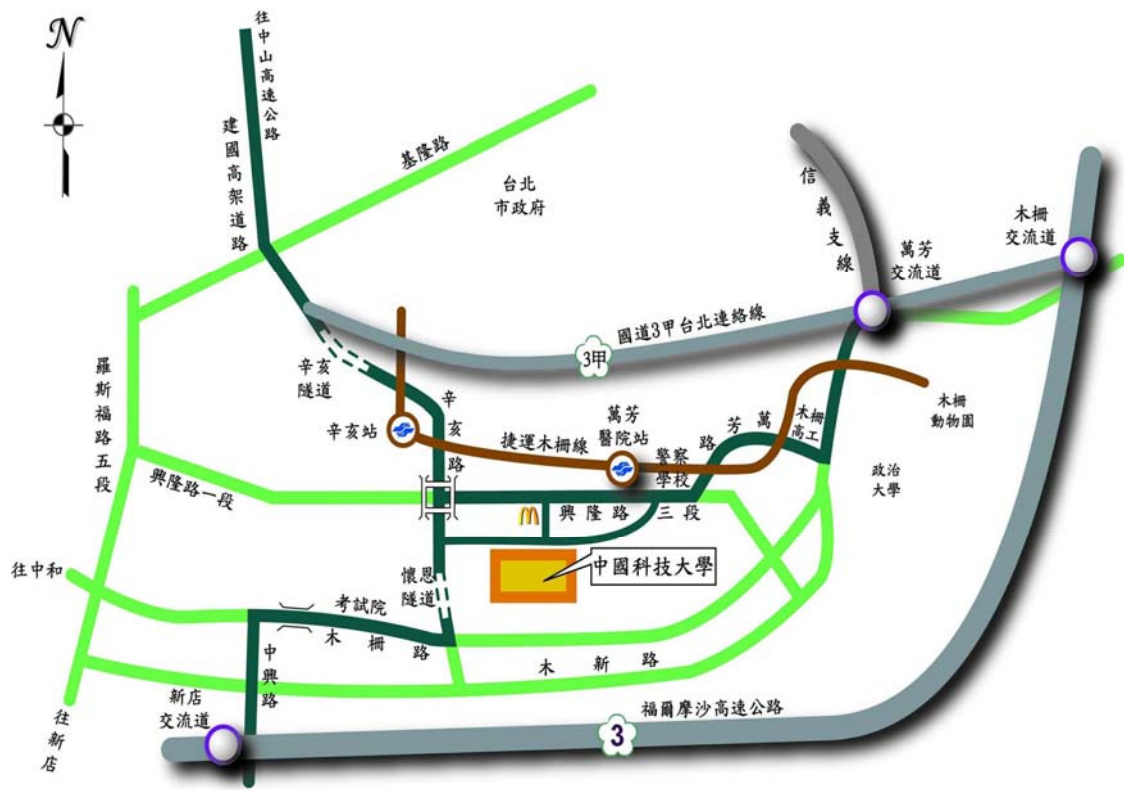 N
往中山高速公路
建國高架道路
基隆路
台北
市政府
信義支線
木柵
交流道
萬芳
交流道
國道3甲台北連絡線
3甲
羅斯福路五段
辛亥
隧道
辛亥路
辛亥站
捷運木柵線
萬芳
醫院站
警察
學校
萬芳路
木柵
高工
木柵
動物園
政治
大學
興隆路一段
興隆路三段
中國科技大學
往中和
懷恩
隧道
考試院
木柵路
木新路
中興路
新店
交流道
往新店
福爾摩沙高速公路
3